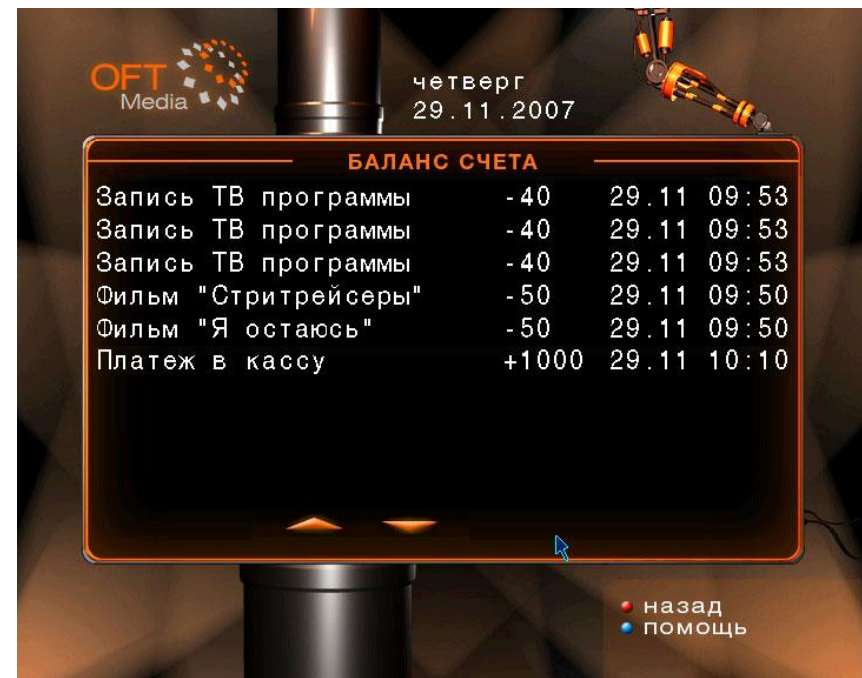 OFT
Media
четверг
29.11.2007
БАЛАНС СЧЕТА
Запись ТВ программы -40 29.11 09:53
Запись ТВ программы -40 29.11 09:53
Запись ТВ программы -40 29.11 09:53
Фильм "Стритрейсеры" -50 29.11 09:50
Фильм "Я остаюсь" -50 29.11 09:50
Платеж в кассу +1000 29.11 10:10
назад
помощь